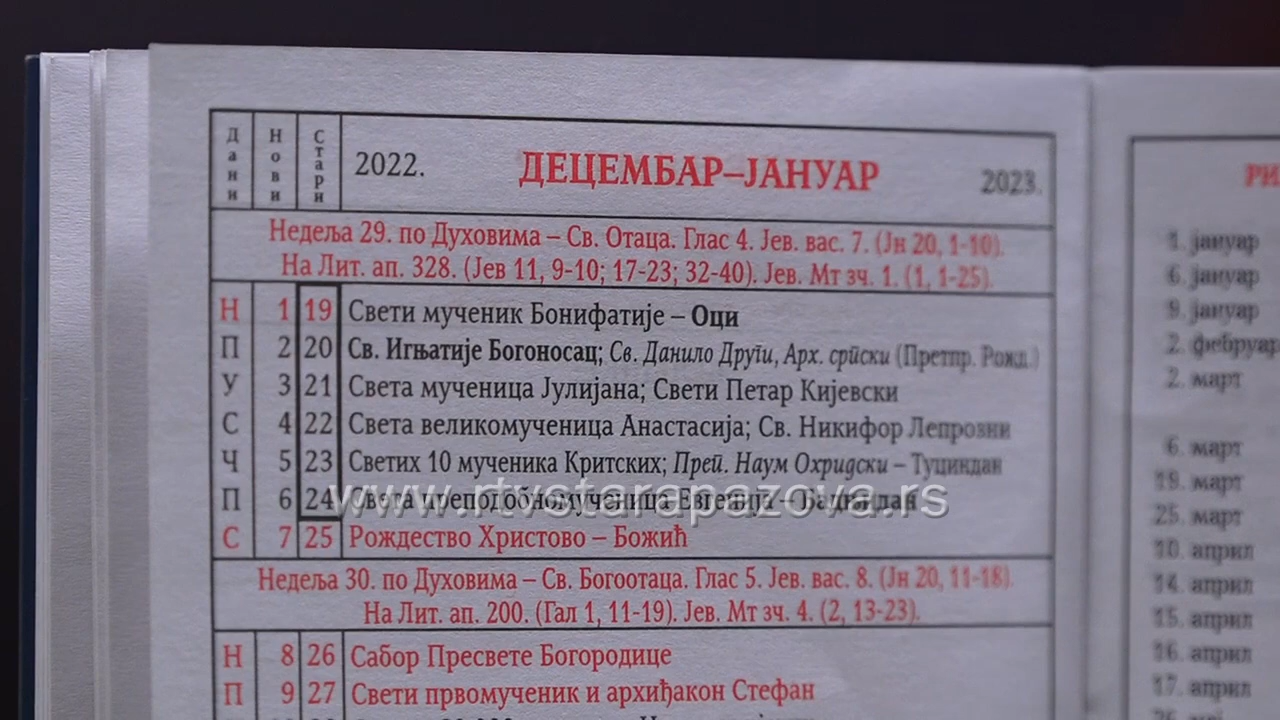 Дани
Нови
Стари
2022.
ДЕЦЕМБАР–ЈАНУАР
2023.
Недеља 29. по Духовима – Св. Отаца. Глас 4. Јев. вас. 7. (Јн 20, 1-10).
На Лит. ап. 328. (Јев 11, 9-10; 17-23; 32-40). Јев. Мт зч. 1. (1, 1-25).
Н 1 19 Свети мученик Бонифатије – Оци
П 2 20 Св. Игњатије Богоносац; Св. Данило Други, Арх. српски (Претпр. Рожд.)
У 3 21 Света мученица Јулијана; Свети Петар Кијевски
С 4 22 Света великомученица Анастасија; Св. Никифор Лепрозни
Ч 5 23 Светих 10 мученика Критских; Преп. Наум Охридски – Туциндан
П 6 24 Света преподобномученица Евгенија – Бадњидан
www.rtvstarapazova.rs
С 7 25 Рождество Христово – Божић
Недеља 30. по Духовима – Св. Богоотаца. Глас 5. Јев. вас. 8. (Јн 20, 11-18).
На Лит. ап. 200. (Гал 1, 11-19). Јев. Мт зч. 4. (2, 13-23).
Н 8 26 Сабор Пресвете Богородице
П 9 27 Свети првомученик и архиђакон Стефан
РИ
1. јануар
6. јануар
9. јануар
2. фебруар
2. март
6. март
19. март
25. март
10. април
14. април
15. април
16. април
17. април